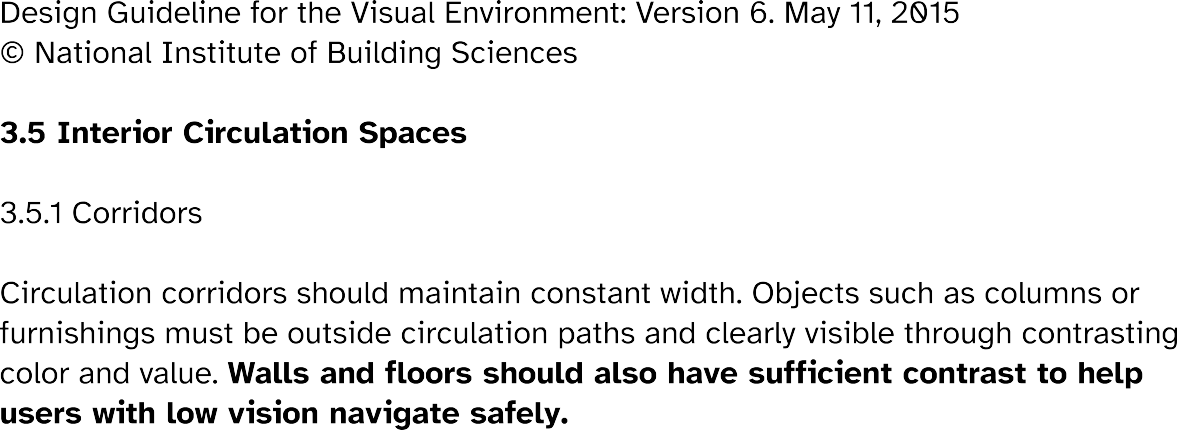 Design Guideline for the Visual Environment: Version 6. May 11, 2015
© National Institute of Building Sciences
3.5 Interior Circulation Spaces
3.5.1 Corridors
Circulation corridors should maintain constant width. Objects such as columns or
furnishings must be outside circulation paths and clearly visible through contrasting
color and value. Walls and floors should also have sufficient contrast to help
users with low vision navigate safely.